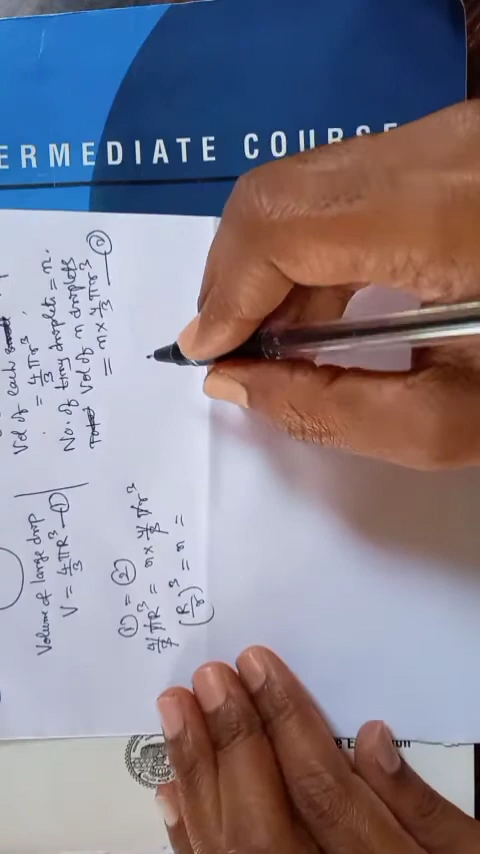 ERMEDIATE COURSE
Volume of large drop
V = 4/3 πR³ — ①
Vol of each
= 4/3 πr³
No. of tiny droplets = n.
Vol of n droplets
= n × 4/3 πr³ — ②
① = ②
4/3 πR³ = n × 4/3 πr³
(R/r)³ = n =